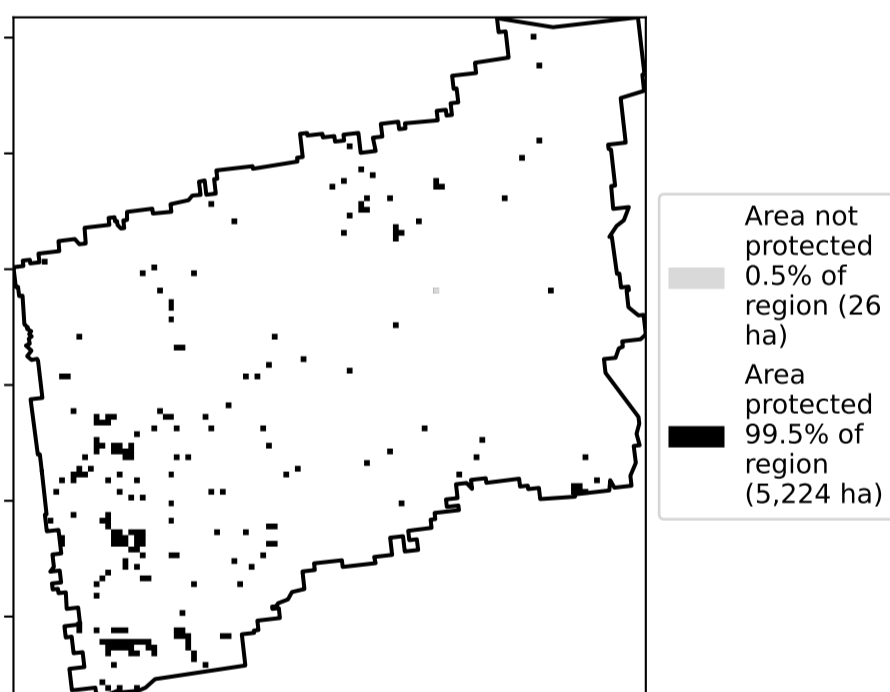 Area not
protected
0.5% of
region (26
ha)
Area
protected
99.5% of
region
(5,224 ha)